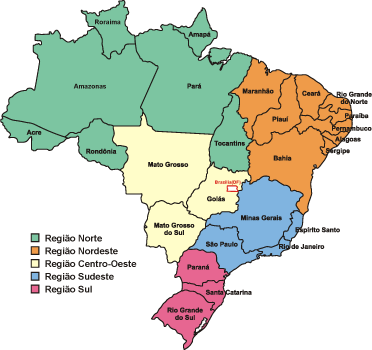 Roraima
Amapá
Amazonas
Pará
Maranhão
Ceará
Rio Grande
do Norte
Paraíba
Piauí
Pernambuco
Alagoas
Sergipe
Acre
Rondônia
Tocantins
Mato Grosso
Bahia
Brasília(DF)
Goiás
Mato Grosso
do Sul
Minas Gerais
Espírito Santo
São Paulo
Rio de Janeiro
Paraná
Santa Catarina
Rio Grande
do Sul
Região Norte
Região Nordeste
Região Centro-Oeste
Região Sudeste
Região Sul